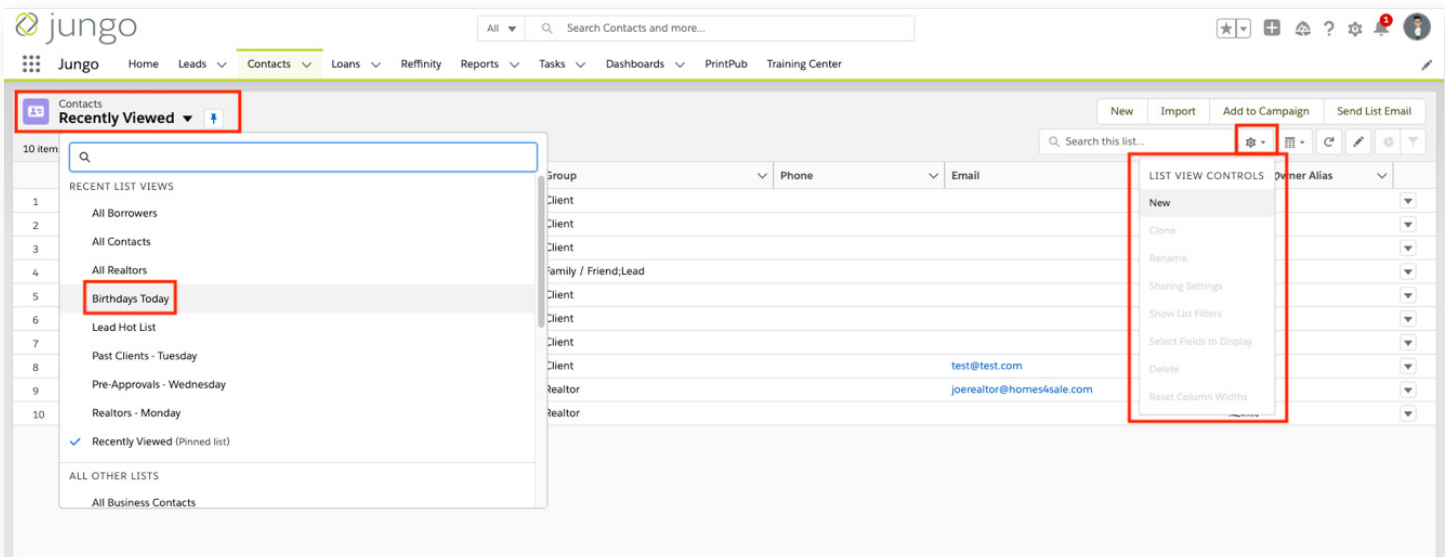 jungo
All
Search Contacts and more...
1
Jungo Home Leads Contacts Loans Reffinity Reports Tasks Dashboards PrintPub Training Center
Contacts
Recently Viewed
New Import Add to Campaign Send List Email
10 item
Search this list...
RECENT LIST VIEWS
All Borrowers
All Contacts
All Realtors
Birthdays Today
Lead Hot List
Past Clients - Tuesday
Pre-Approvals - Wednesday
Realtors - Monday
Recently Viewed (Pinned list)
ALL OTHER LISTS
All Business Contacts
Group Phone Email Owner Alias
1 Client
2 Client
3 Client
4 Family / Friend;Lead
5 Client
6 Client
7 Client
8 Client test@test.com
9 Realtor joerealtor@homes4sale.com
10 Realtor
LIST VIEW CONTROLS
New
Clone
Rename
Sharing Settings
Show List Filters
Select Fields to Display
Delete
Reset Column Widths